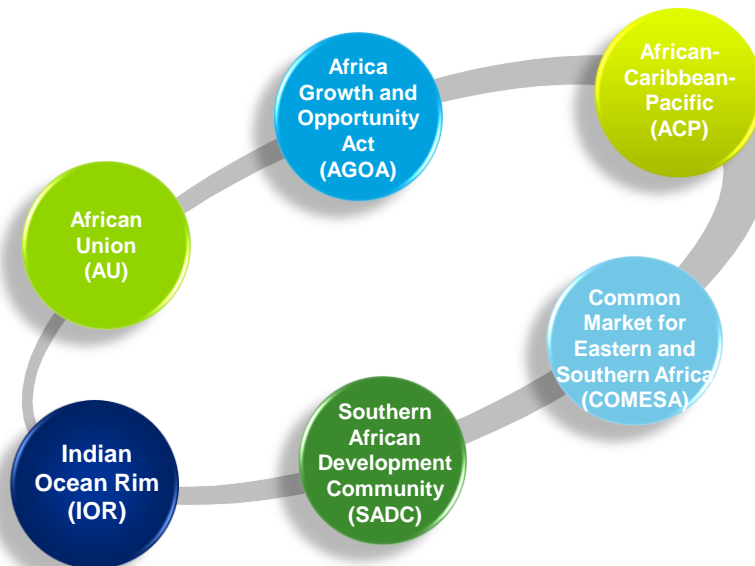 Africa
Growth and
Opportunity
Act
(AGOA)
African-
Caribbean-
Pacific
(ACP)
African
Union
(AU)
Common
Market for
Eastern and
Southern Africa
(COMESA)
Indian
Ocean Rim
(IOR)
Southern
African
Development
Community
(SADC)